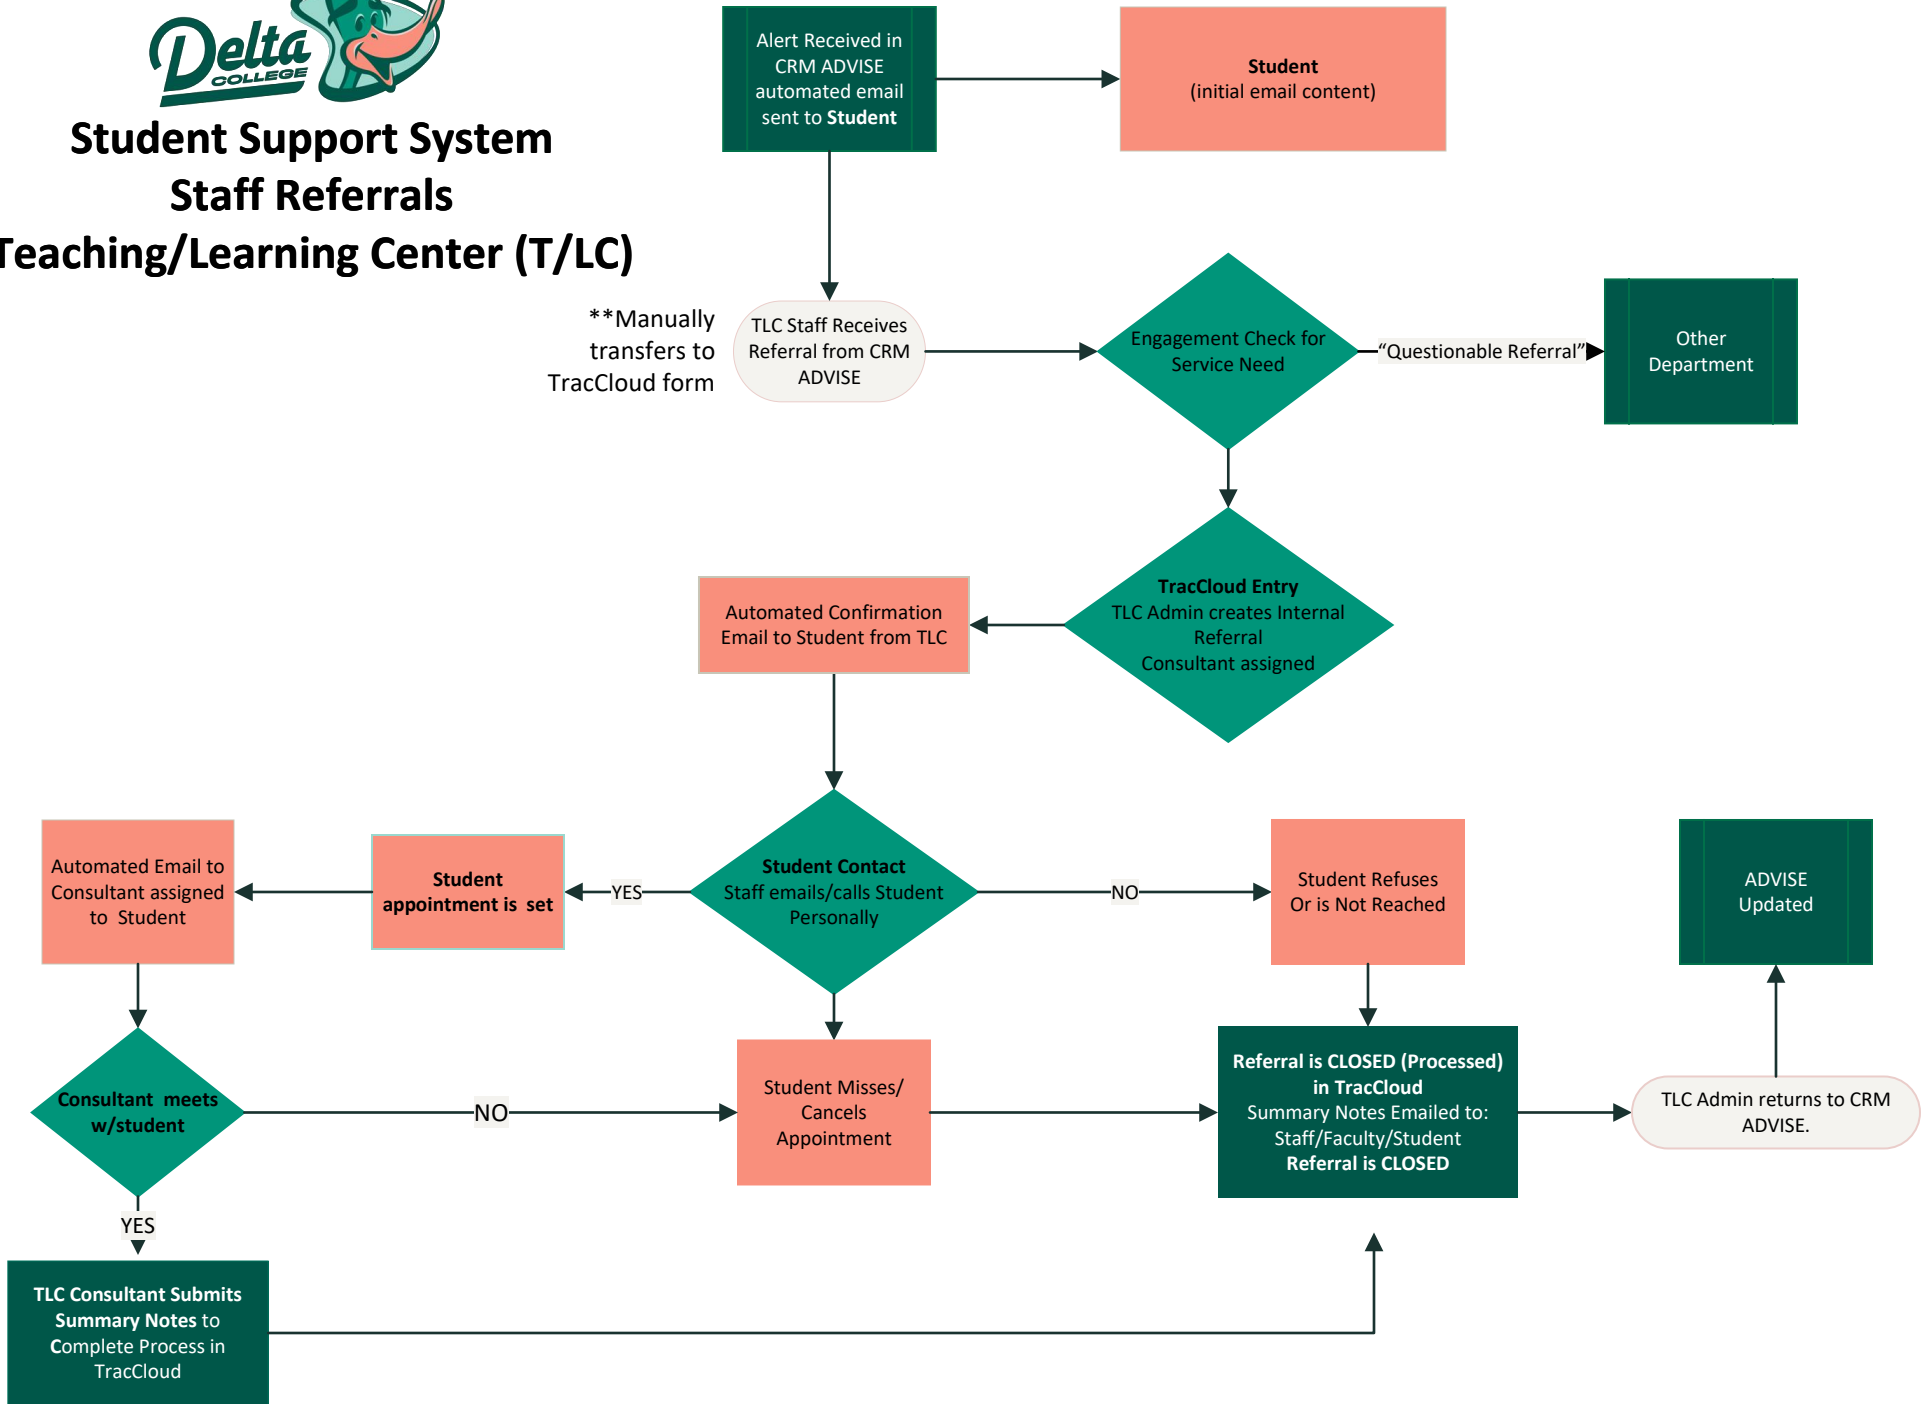 Delta
COLLEGE
Student Support System
Staff Referrals
Teaching/Learning Center (T/LC)
Alert Received in
CRM ADVISE
automated email
sent to Student
Student
(initial email content)
**Manually
transfers to
TracCloud form
TLC Staff Receives
Referral from CRM
ADVISE
Engagement Check for
Service Need
“Questionable Referral”
Other
Department
TracCloud Entry
TLC Admin creates Internal
Referral
Consultant assigned
Automated Confirmation
Email to Student from TLC
Automated Email to
Consultant assigned
to Student
Student
appointment is set
YES
Student Contact
Staff emails/calls Student
Personally
NO
Student Refuses
Or is Not Reached
ADVISE
Updated
Consultant meets
w/student
NO
Student Misses/
Cancels
Appointment
Referral is CLOSED (Processed)
in TracCloud
Summary Notes Emailed to:
Staff/Faculty/Student
Referral is CLOSED
TLC Admin returns to CRM
ADVISE.
YES
TLC Consultant Submits
Summary Notes to
Complete Process in
TracCloud